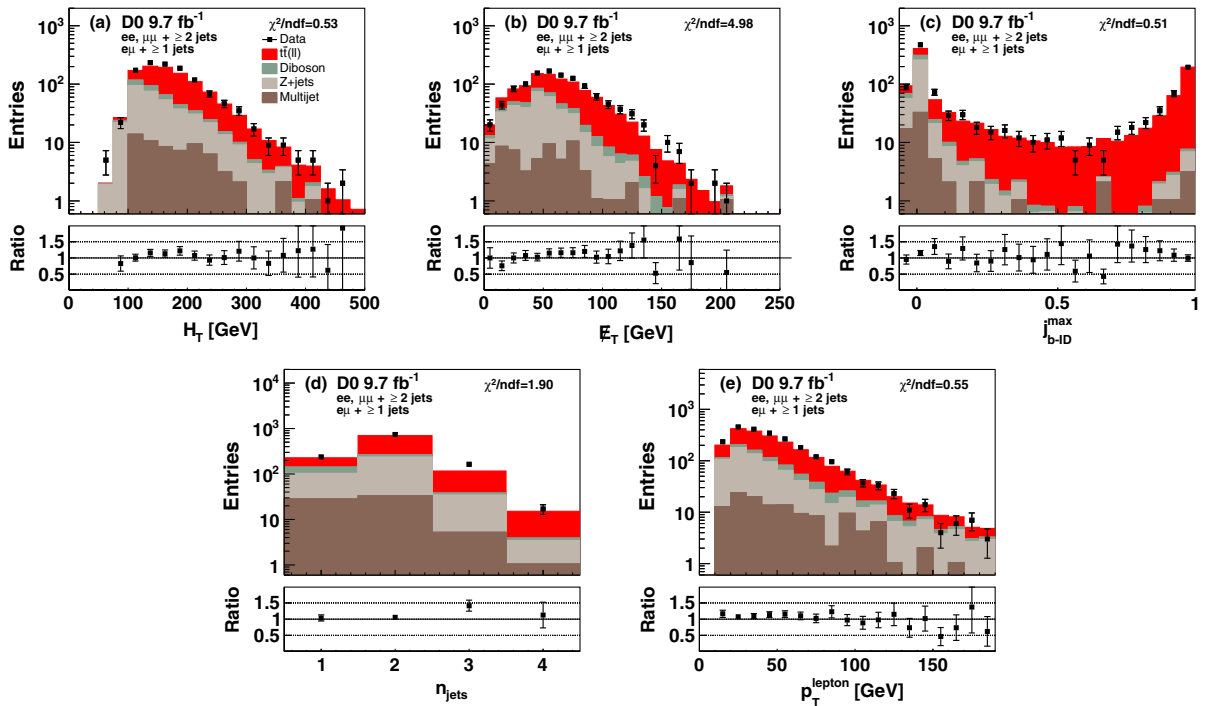 (a) D0 9.7 fb⁻¹ χ²/ndf=0.53
ee, μμ + ≥ 2 jets
eμ + ≥ 1 jets
Data
tt̄(ll)
Diboson
Z+jets
Multijet
Entries
10³
10²
10
1
Ratio
1.5
1
0.5
0 100 200 300 400 500
H_T [GeV]
(b) D0 9.7 fb⁻¹ χ²/ndf=4.98
ee, μμ + ≥ 2 jets
eμ + ≥ 1 jets
Entries
10³
10²
10
1
Ratio
1.5
1
0.5
0 50 100 150 200 250
E̸_T [GeV]
(c) D0 9.7 fb⁻¹ χ²/ndf=0.51
ee, μμ + ≥ 2 jets
eμ + ≥ 1 jets
Entries
10³
10²
10
1
Ratio
1.5
1
0.5
0 0.5 1
j_b-ID^max
(d) D0 9.7 fb⁻¹ χ²/ndf=1.90
ee, μμ + ≥ 2 jets
eμ + ≥ 1 jets
Entries
10⁴
10³
10²
10
1
Ratio
1.5
1
0.5
1 2 3 4
n_jets
(e) D0 9.7 fb⁻¹ χ²/ndf=0.55
ee, μμ + ≥ 2 jets
eμ + ≥ 1 jets
Entries
10³
10²
10
1
Ratio
1.5
1
0.5
0 50 100 150
p_T^lepton [GeV]